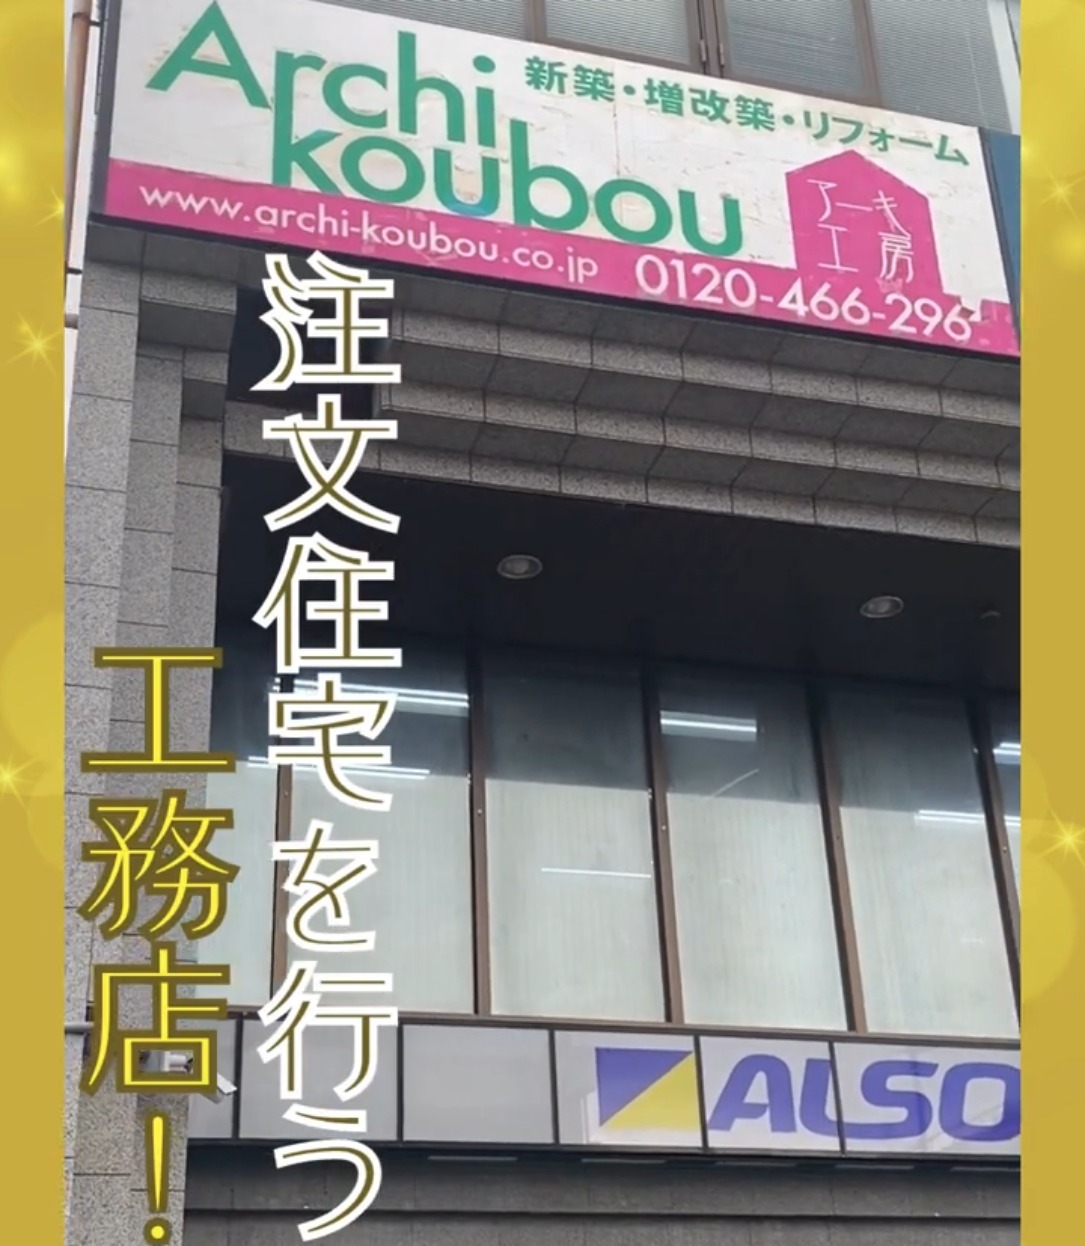 Archi
koubou
新築・増改築・リフォーム
アーキ
工房
www.archi-koubou.co.jp
0120-466-296
注文住宅を行う
工務店！
ALSO